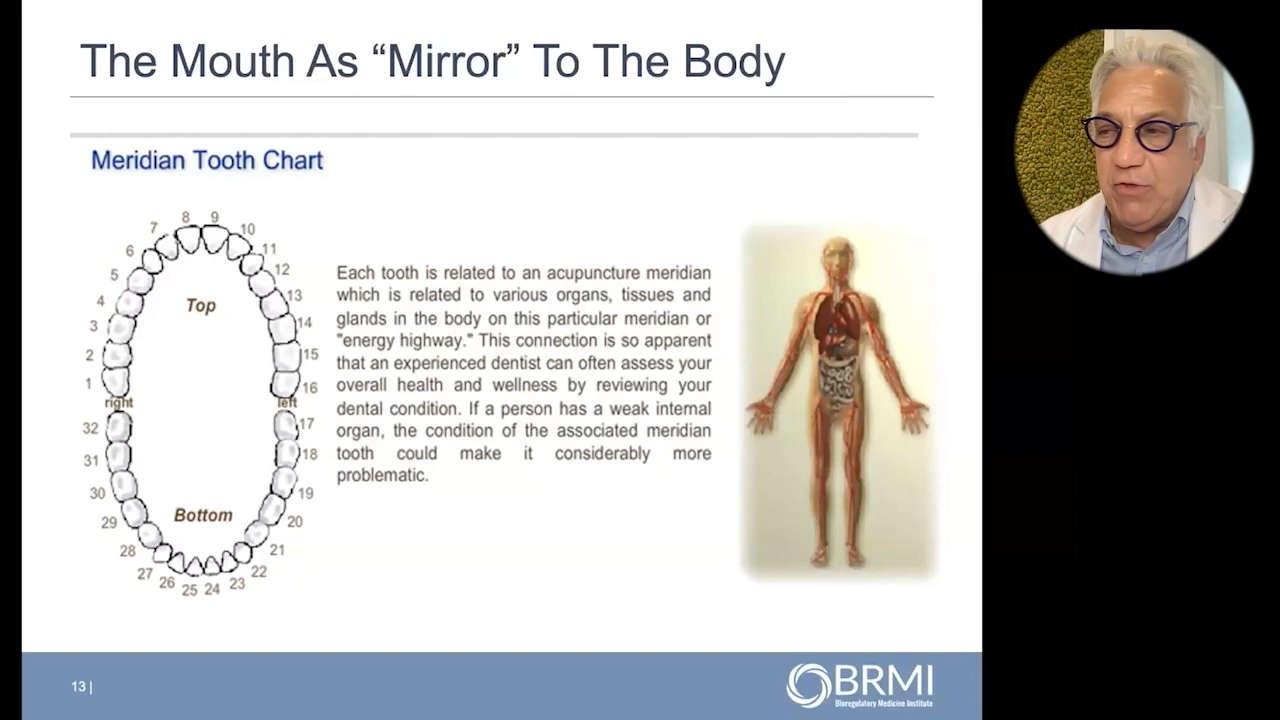 The Mouth As “Mirror” To The Body
Meridian Tooth Chart
8 9
7 10
6 11
5 12
4 13
3 14
2 15
1 16
Top
right left
32 17
31 18
30 19
29 20
28 21
27 22
26 23
25 24
Bottom
Each tooth is related to an acupuncture meridian
which is related to various organs, tissues and
glands in the body on this particular meridian or
"energy highway." This connection is so apparent
that an experienced dentist can often assess your
overall health and wellness by reviewing your
dental condition. If a person has a weak internal
organ, the condition of the associated meridian
tooth could make it considerably more
problematic.
13 |
BRMI
Bioregulatory Medicine Institute